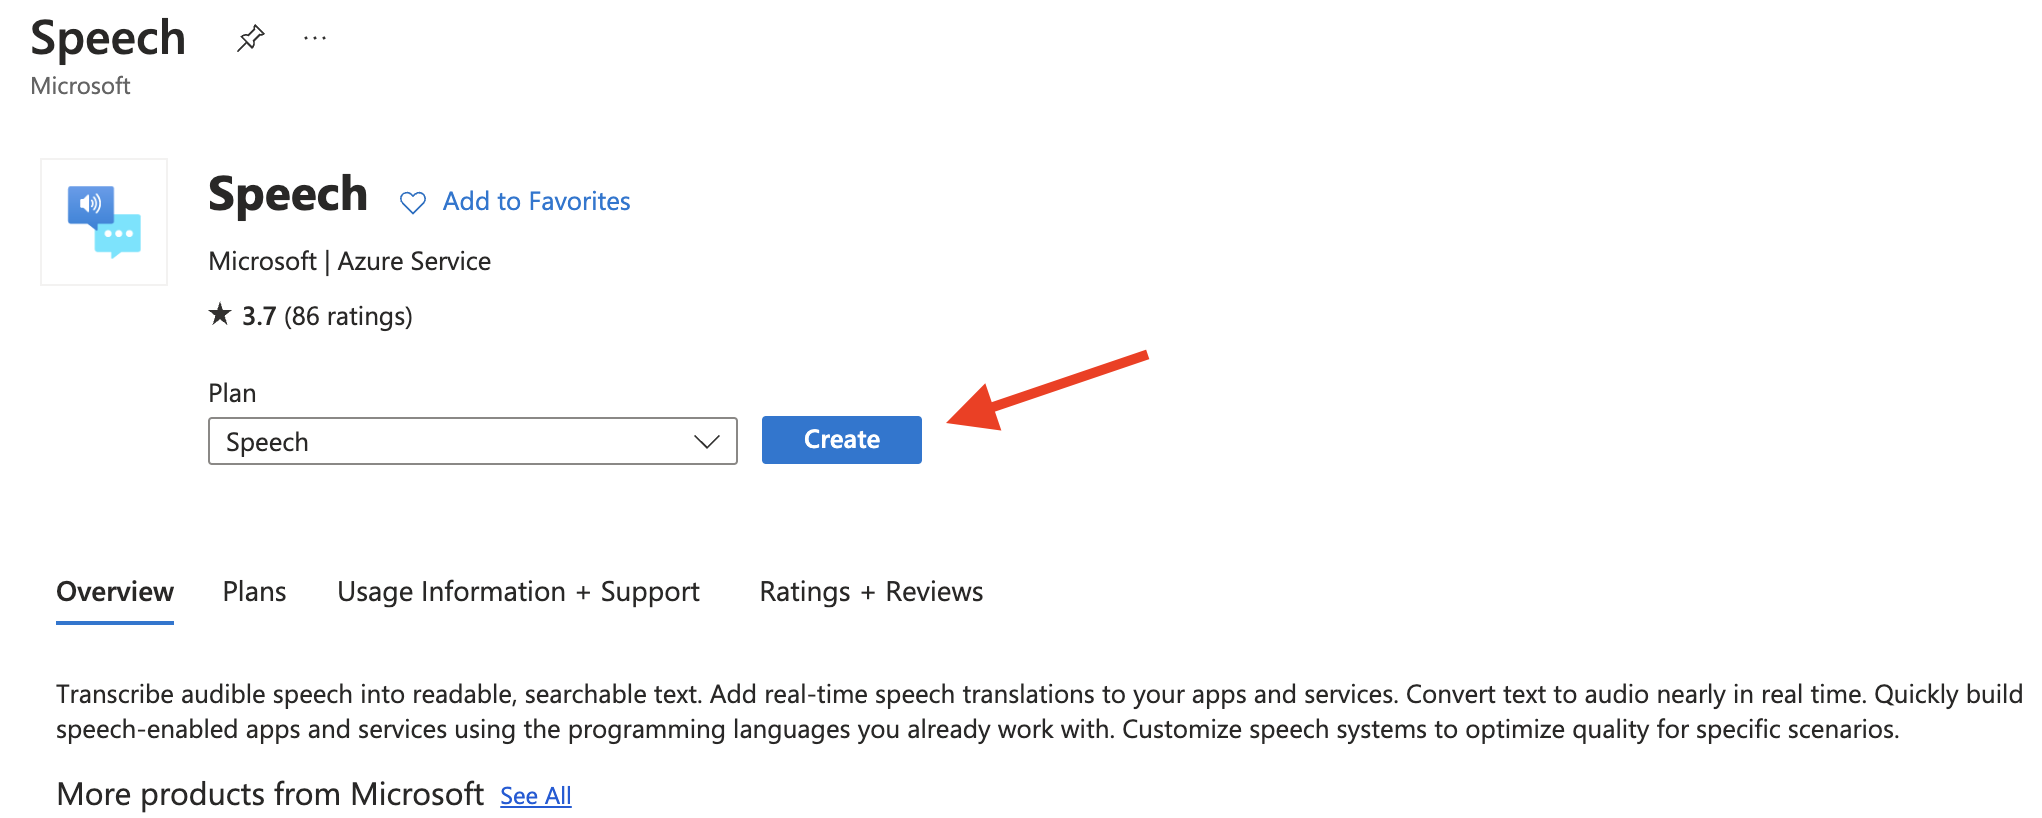 Speech
Microsoft
Speech Add to Favorites
Microsoft | Azure Service
★ 3.7 (86 ratings)
Plan
Speech Create
Overview Plans Usage Information + Support Ratings + Reviews
Transcribe audible speech into readable, searchable text. Add real-time speech translations to your apps and services. Convert text to audio nearly in real time. Quickly build
speech-enabled apps and services using the programming languages you already work with. Customize speech systems to optimize quality for specific scenarios.
More products from Microsoft See All